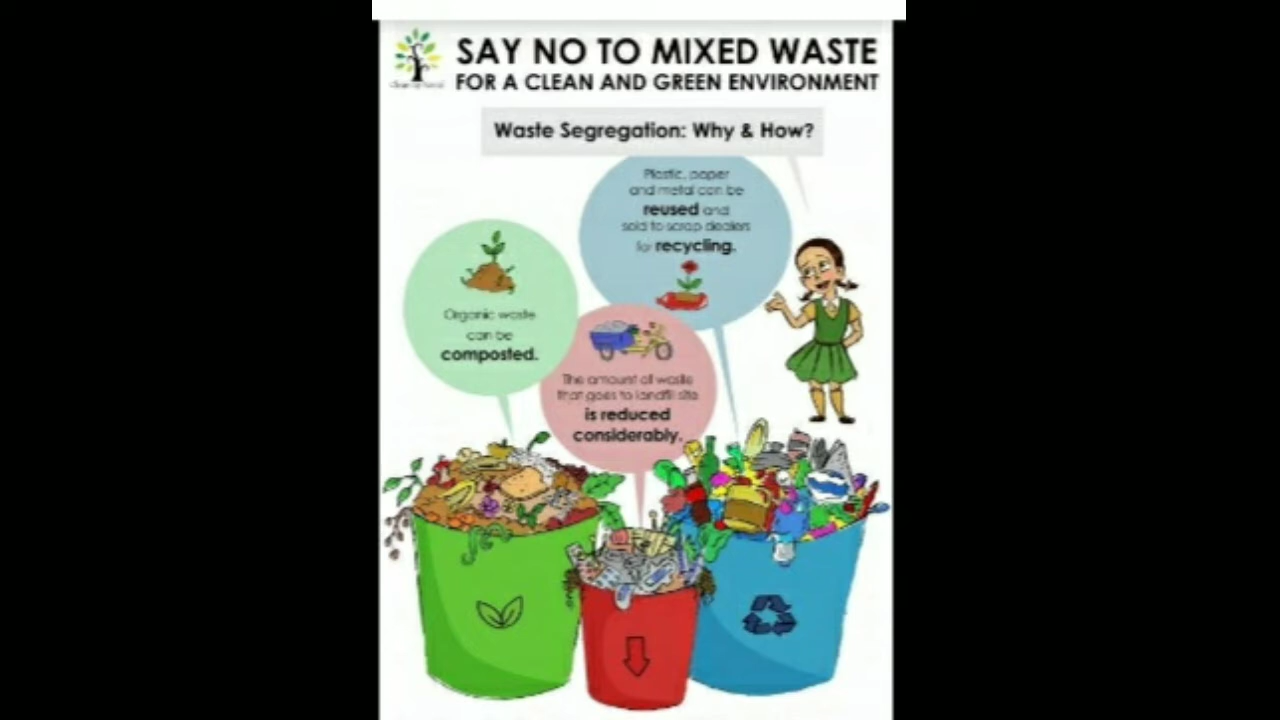 SAY NO TO MIXED WASTE
FOR A CLEAN AND GREEN ENVIRONMENT
Waste Segregation: Why & How?
Plastic, paper
and metal can be
reused and
sold to scrap dealers
for recycling.
Organic waste
can be
composted.
The amount of waste
that goes to landfill site
is reduced
considerably.